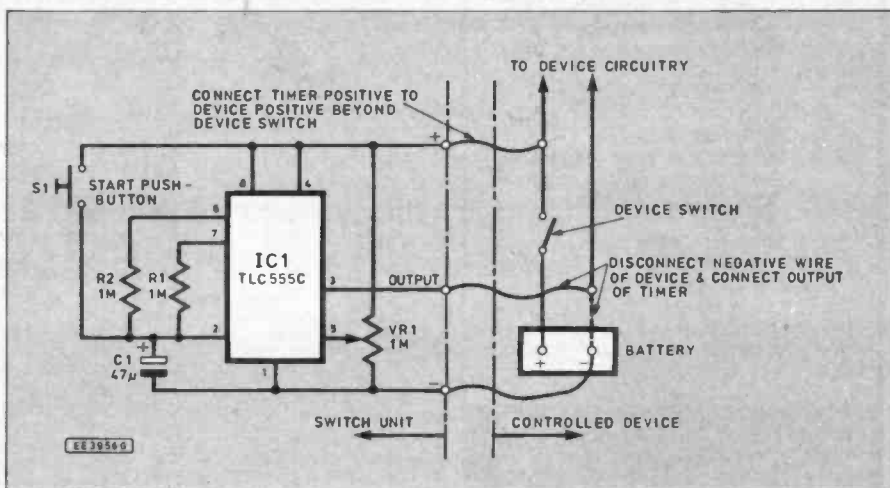 TO DEVICE CIRCUITRY
CONNECT TIMER POSITIVE TO
DEVICE POSITIVE BEYOND
DEVICE SWITCH
+
S1
START PUSH-
BUTTON
8
4
6
7
R2
1M
R1
1M
IC1
TLC555C
3
OUTPUT
DEVICE SWITCH
DISCONNECT NEGATIVE WIRE
OF DEVICE & CONNECT OUTPUT
OF TIMER
2
5
VR1
1M
+
C1
47μ
1
+
-
BATTERY
-
SWITCH UNIT
CONTROLLED DEVICE
EE3956G